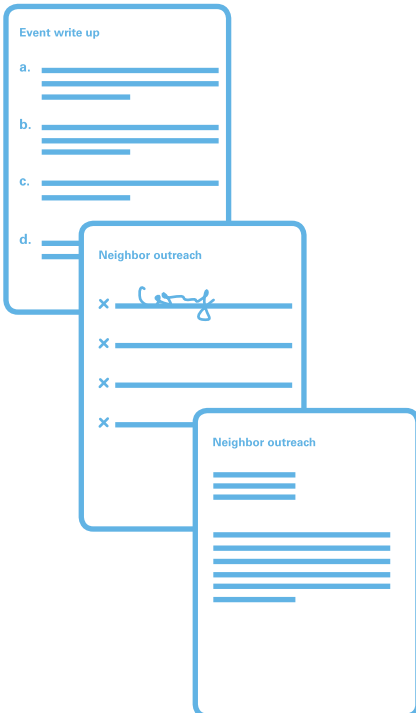 Event write up
a.
b.
c.
d.
Neighbor outreach
×
×
×
×
Neighbor outreach